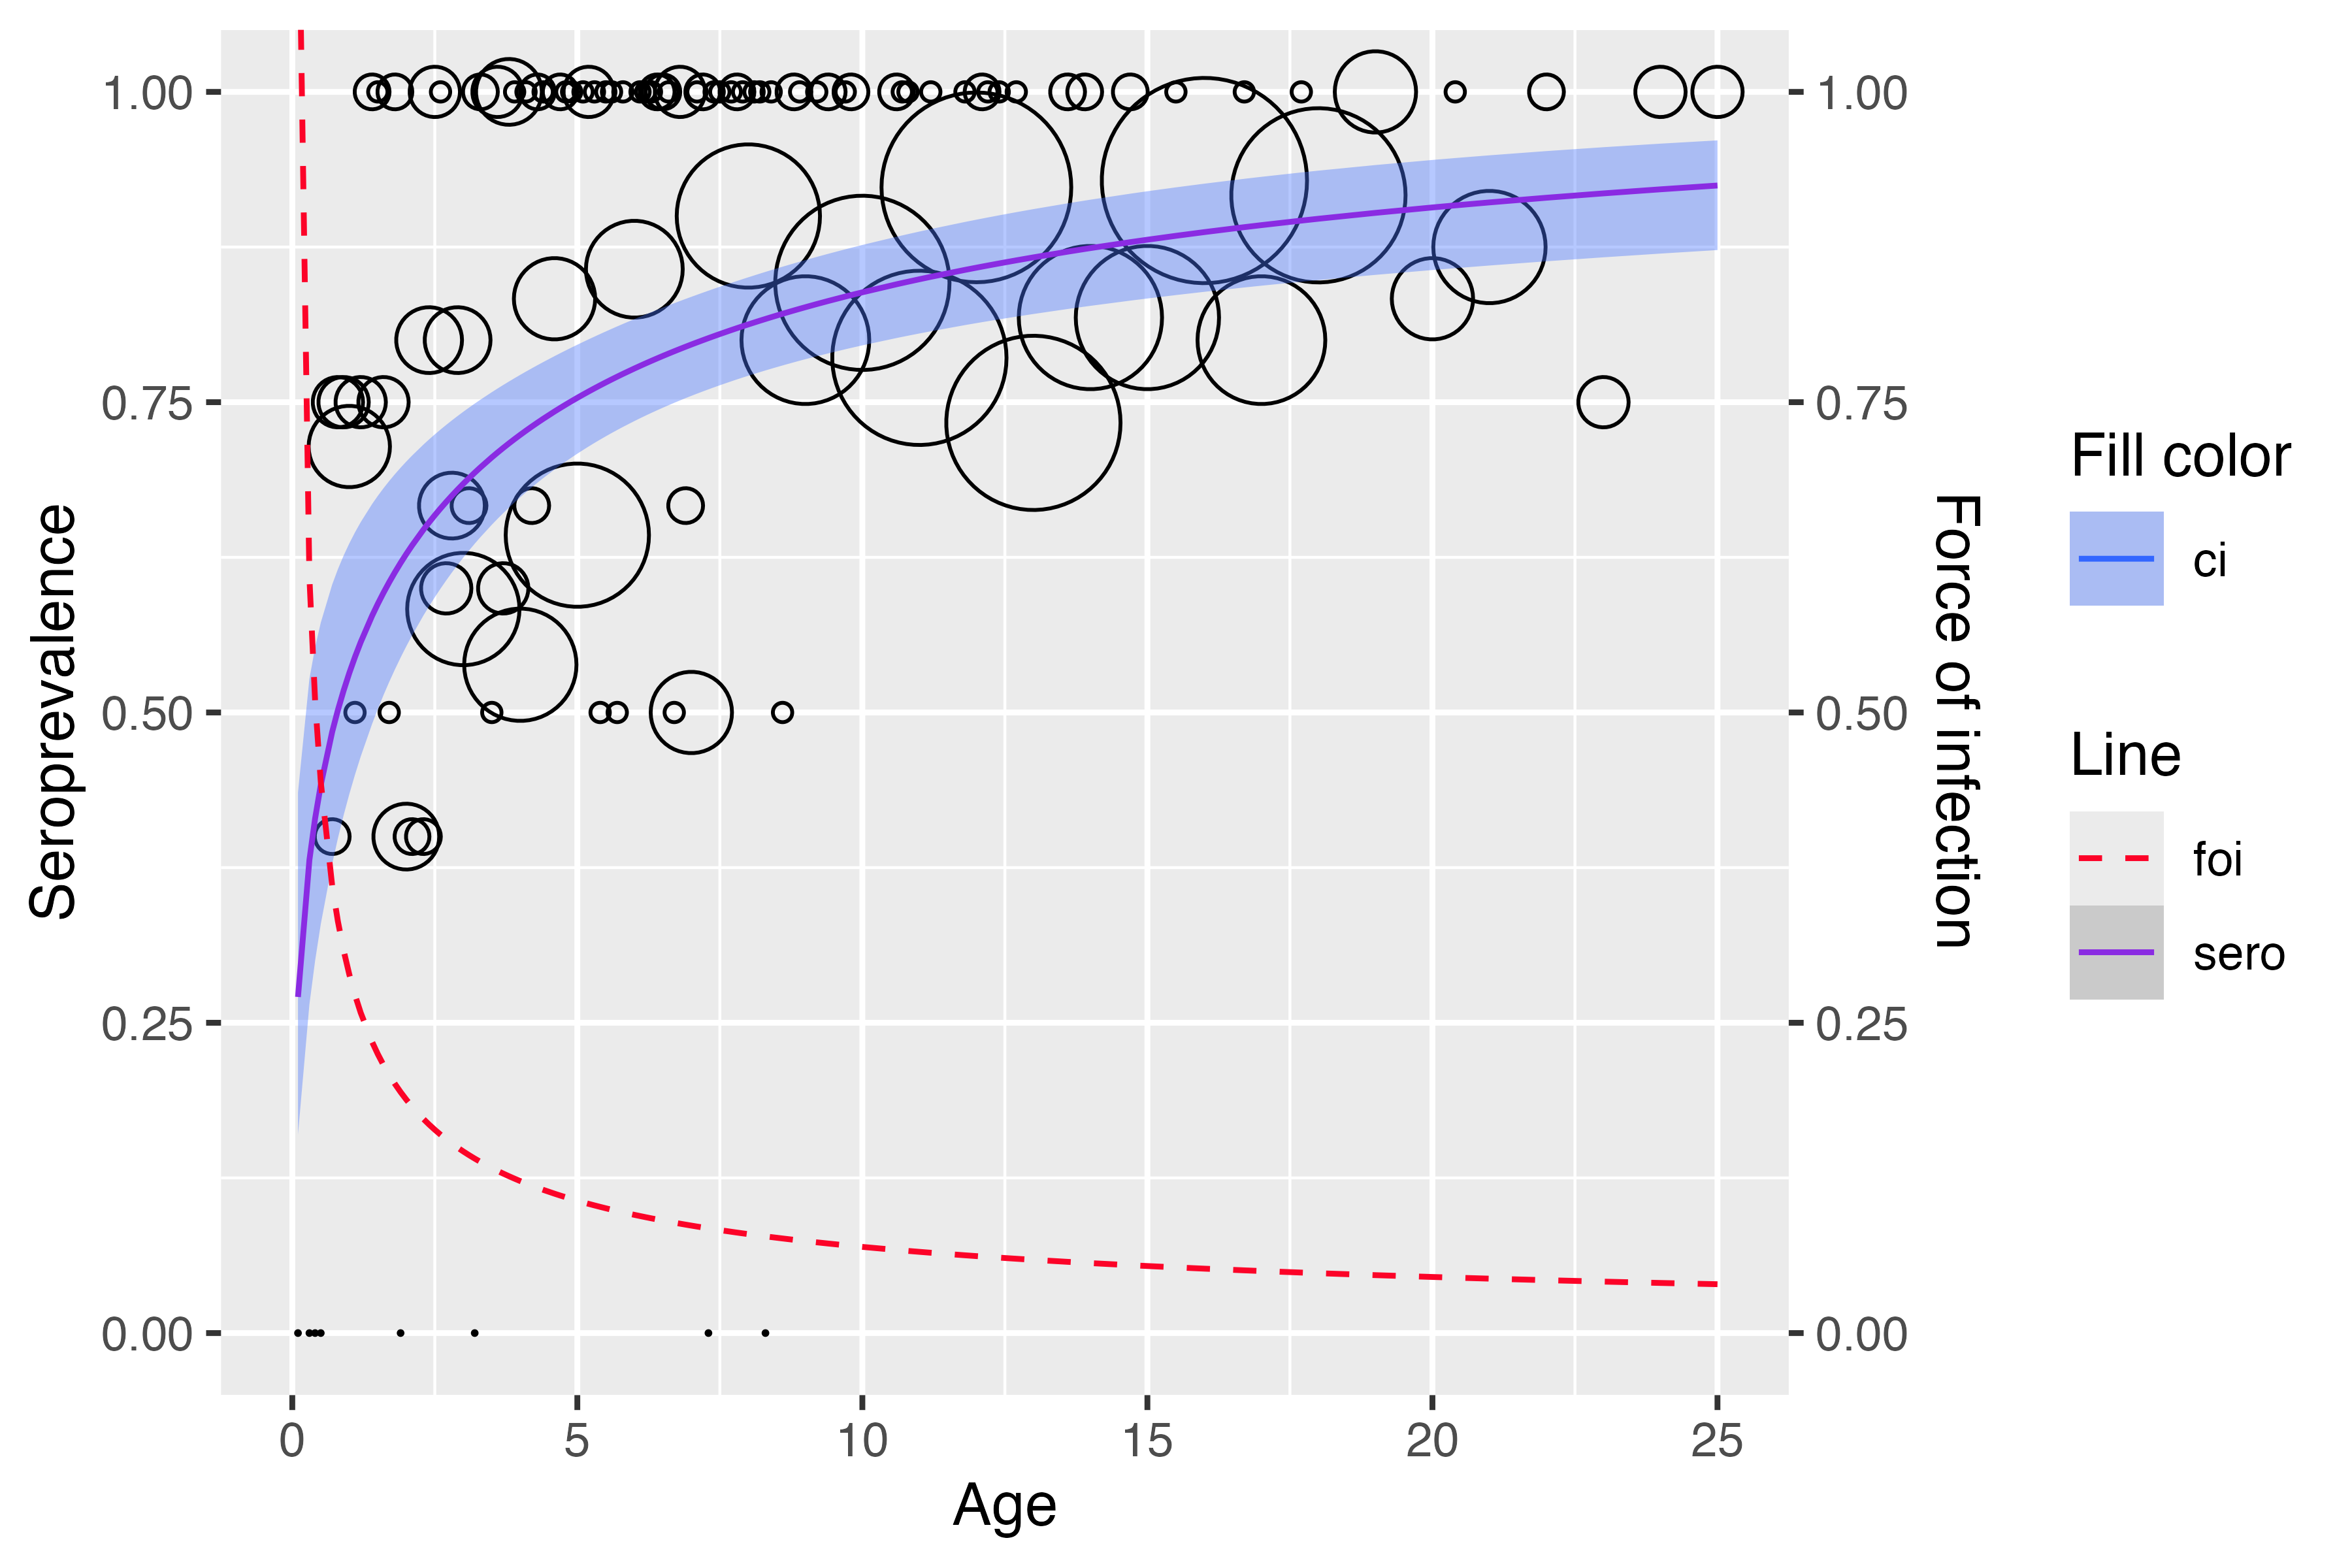 1.00
0.75
0.50
0.25
0.00
Seroprevalence
0
5
10
15
20
25
Age
1.00
0.75
0.50
0.25
0.00
Force of infection
Fill color
ci
Line
foi
sero